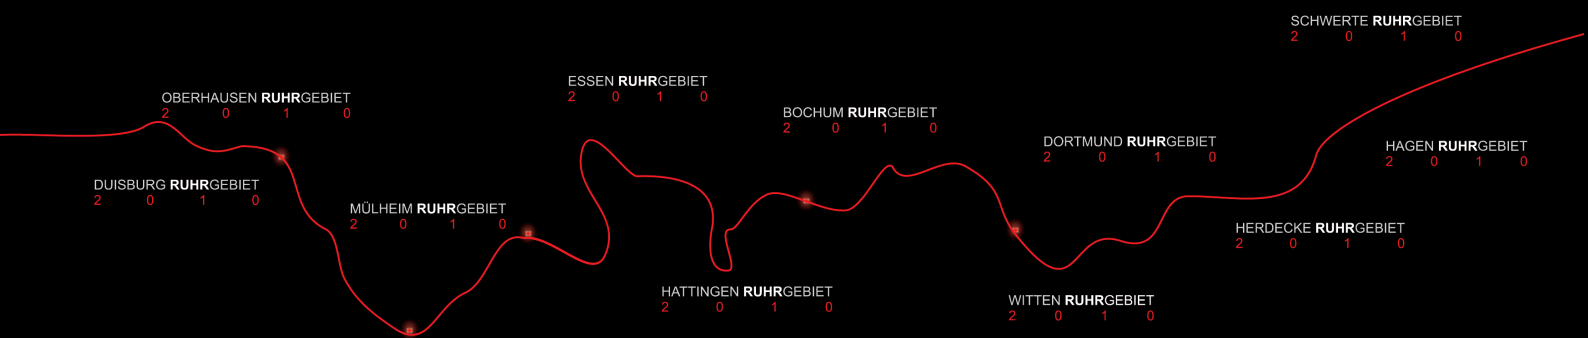 SCHWERTE RUHRGEBIET
2 0 1 0
ESSEN RUHRGEBIET
2 0 1 0
OBERHAUSEN RUHRGEBIET
2 0 1 0
BOCHUM RUHRGEBIET
2 0 1 0
DORTMUND RUHRGEBIET
2 0 1 0
HAGEN RUHRGEBIET
2 0 1 0
DUISBURG RUHRGEBIET
2 0 1 0
MÜLHEIM RUHRGEBIET
2 0 1 0
HERDECKE RUHRGEBIET
2 0 1 0
HATTINGEN RUHRGEBIET
2 0 1 0
WITTEN RUHRGEBIET
2 0 1 0